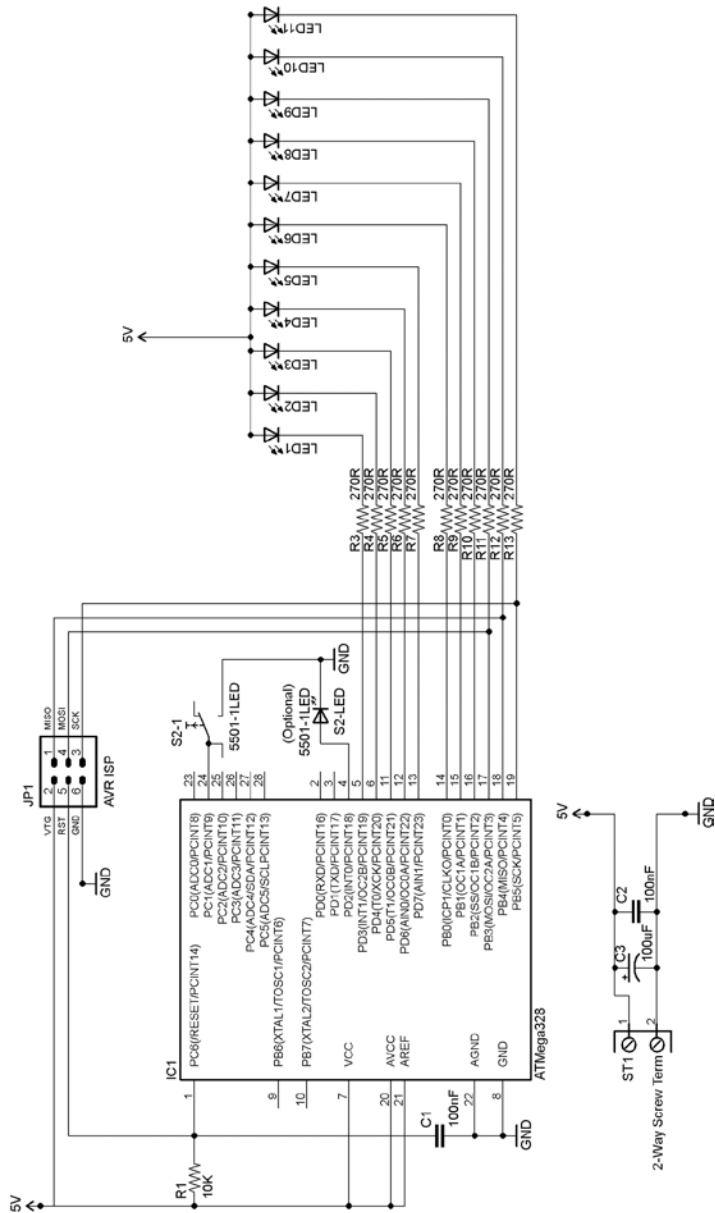 5V
LED1
LED2
LED3
LED4
LED5
LED6
LED7
LED8
LED9
LED10
LED11
JP1
2
1
VTG
MISO
5
4
RST
MOSI
6
3
GND
SCK
AVR ISP
GND
S2-1
5501-1LED
(Optional)
5501-1LED
S2-LED
GND
R3 270R
R4 270R
R5 270R
R6 270R
R7 270R
R8 270R
R9 270R
R10 270R
R11 270R
R12 270R
R13 270R
IC1
1 PC6(/RESET/PCINT14)
9 PB6(XTAL1/TOSC1/PCINT6)
10 PB7(XTAL2/TOSC2/PCINT7)
7 VCC
20 AVCC
21 AREF
22 AGND
8 GND
PC0(ADC0/PCINT8) 23
PC1(ADC1/PCINT9) 24
PC2(ADC2/PCINT10) 25
PC3(ADC3/PCINT11) 26
PC4(ADC4/SDA/PCINT12) 27
PC5(ADC5/SCL/PCINT13) 28
PD0(RXD/PCINT16) 2
PD1(TXD/PCINT17) 3
PD2(INT0/PCINT18) 4
PD3(INT1/OC2B/PCINT19) 5
PD4(T0/XCK/PCINT20) 6
PD5(T1/OC0B/PCINT21) 11
PD6(AIN0/OC0A/PCINT22) 12
PD7(AIN1/PCINT23) 13
PB0(ICP1/CLKO/PCINT0) 14
PB1(OC1A/PCINT1) 15
PB2(SS/OC1B/PCINT2) 16
PB3(MOSI/OC2A/PCINT3) 17
PB4(MISO/PCINT4) 18
PB5(SCK/PCINT5) 19
ATMega328
5V
R1
10K
C1
100nF
GND
5V
C2
100nF
C3
+
100uF
GND
1
ST1
2
2-Way Screw Term